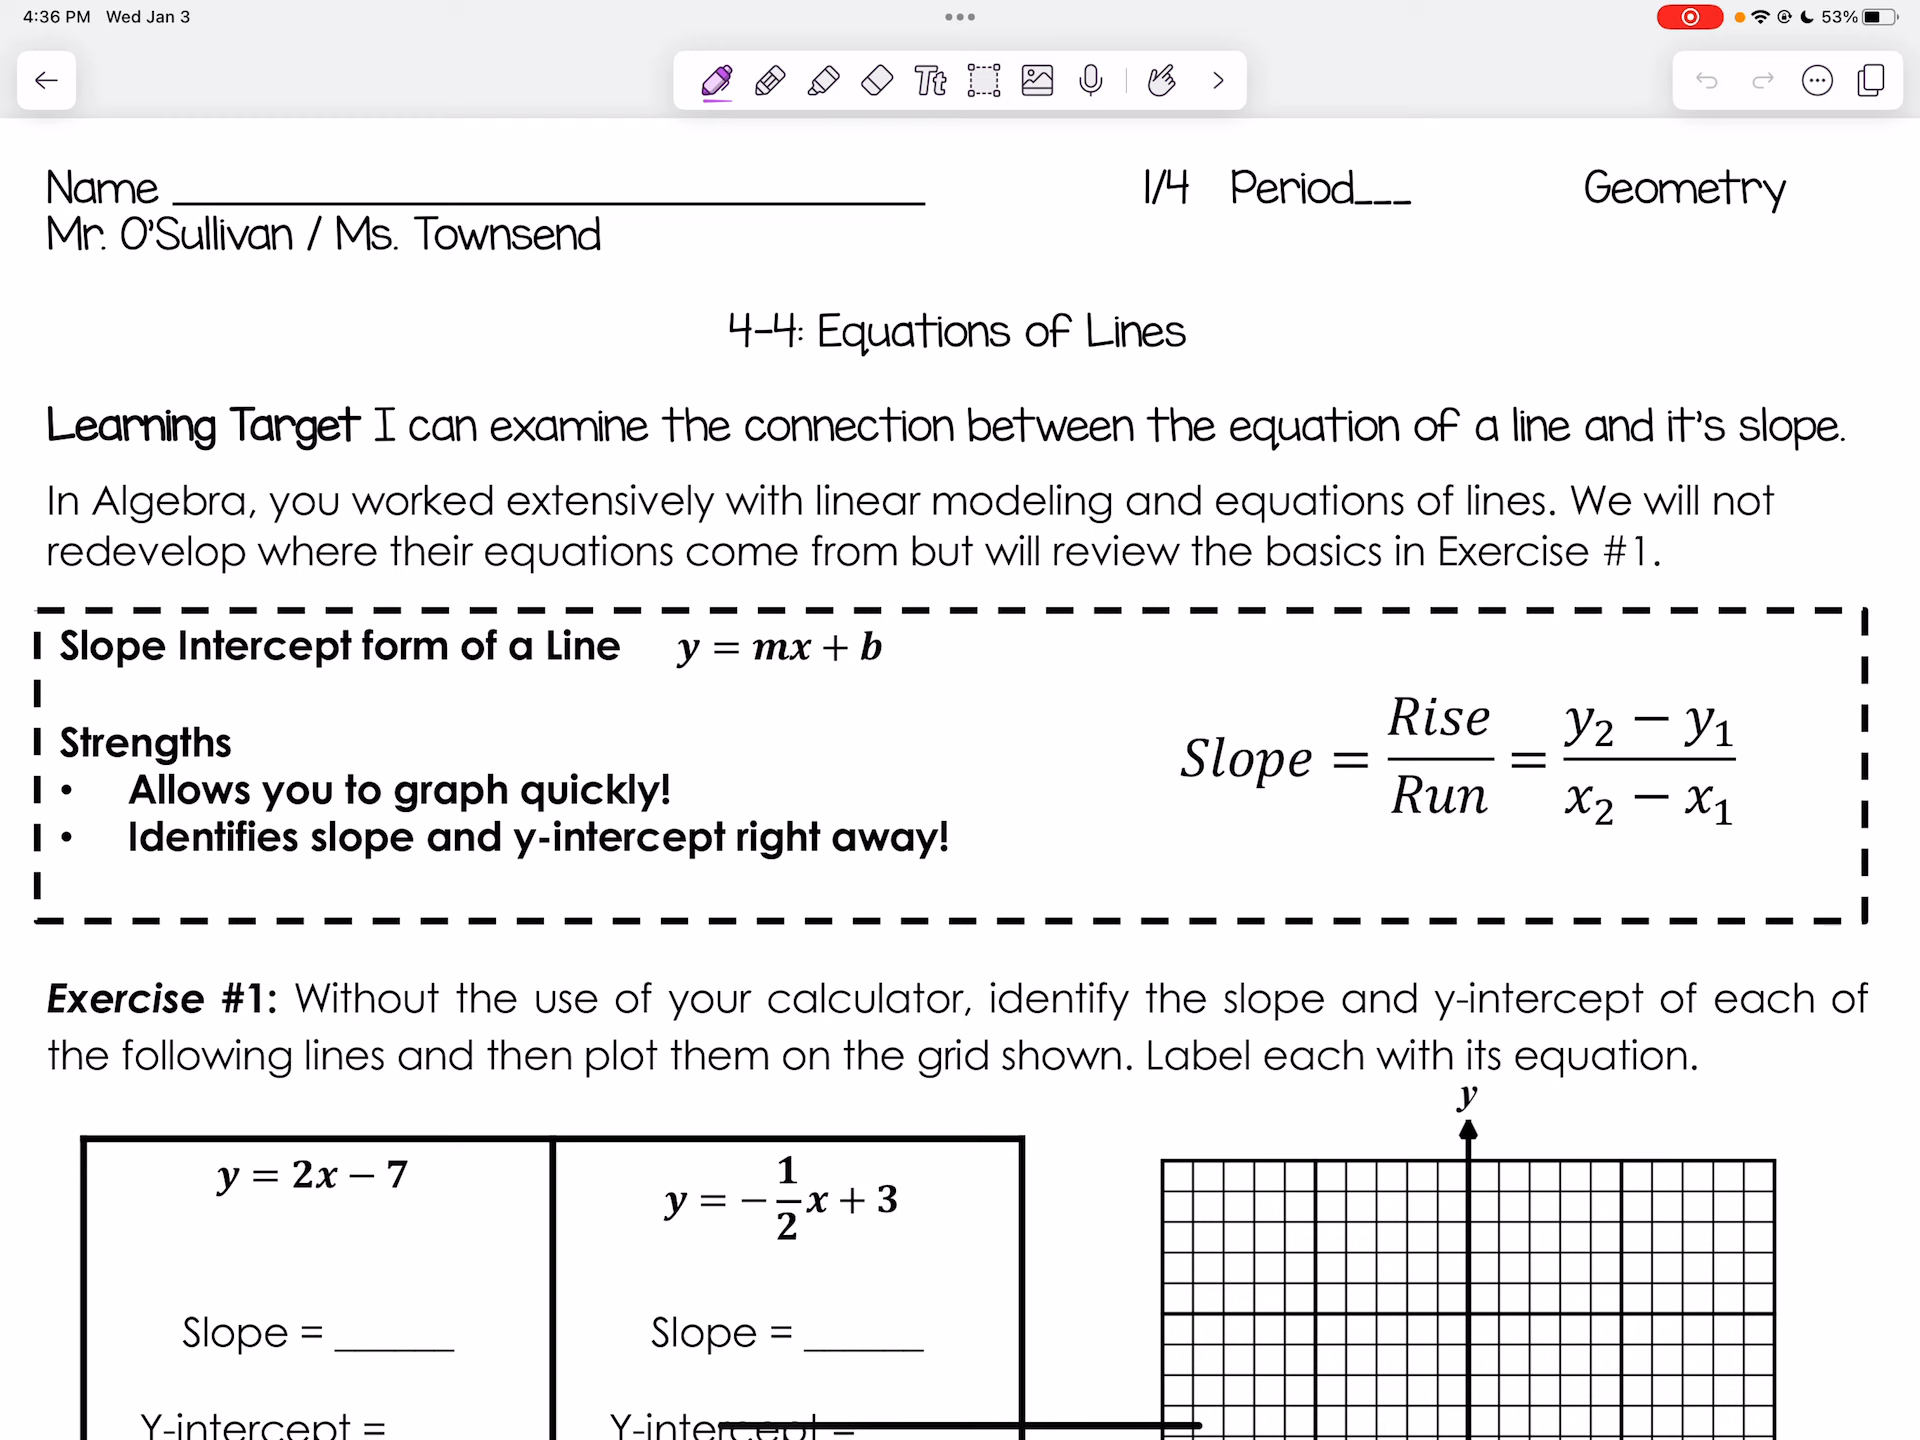 4:36 PM Wed Jan 3
53%
Tt
Name ______________________ 1/4 Period___ Geometry
Mr. O'Sullivan / Ms. Townsend
4-4: Equations of Lines
Learning Target I can examine the connection between the equation of a line and it's slope.
In Algebra, you worked extensively with linear modeling and equations of lines. We will not
redevelop where their equations come from but will review the basics in Exercise #1.
Slope Intercept form of a Line y = mx + b
Strengths
• Allows you to graph quickly!
• Identifies slope and y-intercept right away!
Slope = Rise/Run = (y₂ − y₁)/(x₂ − x₁)
Exercise #1: Without the use of your calculator, identify the slope and y-intercept of each of
the following lines and then plot them on the grid shown. Label each with its equation.
y = 2x − 7
Slope = ______
Y-intercept =
y = −1/2x + 3
Slope = ______
Y-intercept =
y